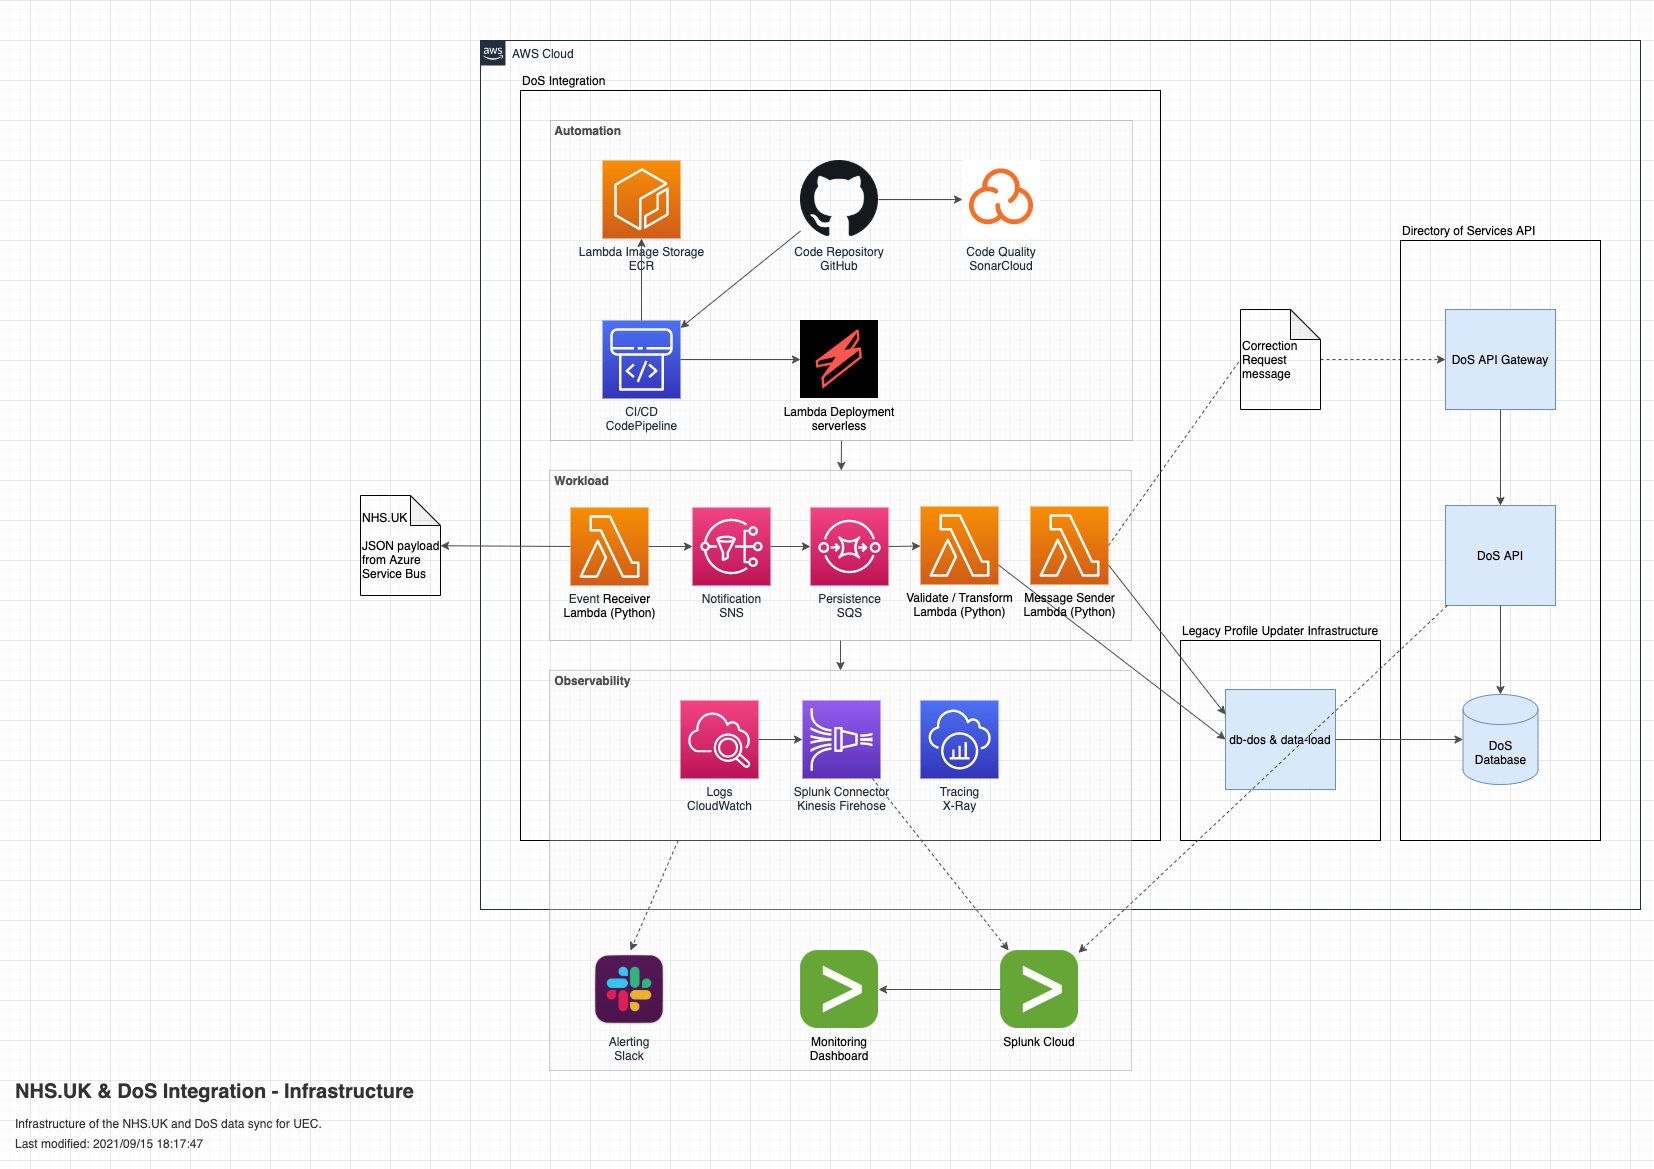 aws
AWS Cloud
DoS Integration
Automation
Lambda Image Storage
ECR
Code Repository
GitHub
Code Quality
SonarCloud
CI/CD
CodePipeline
Lambda Deployment
serverless
Workload
NHS.UK
JSON payload
from Azure
Service Bus
Event Receiver
Lambda (Python)
Notification
SNS
Persistence
SQS
Validate / Transform
Lambda (Python)
Message Sender
Lambda (Python)
Observability
Logs
CloudWatch
Splunk Connector
Kinesis Firehose
Tracing
X-Ray
Correction
Request
message
Directory of Services API
DoS API Gateway
DoS API
DoS
Database
Legacy Profile Updater Infrastructure
db-dos & data-load
Alerting
Slack
Monitoring
Dashboard
Splunk Cloud
NHS.UK & DoS Integration - Infrastructure
Infrastructure of the NHS.UK and DoS data sync for UEC.
Last modified: 2021/09/15 18:17:47